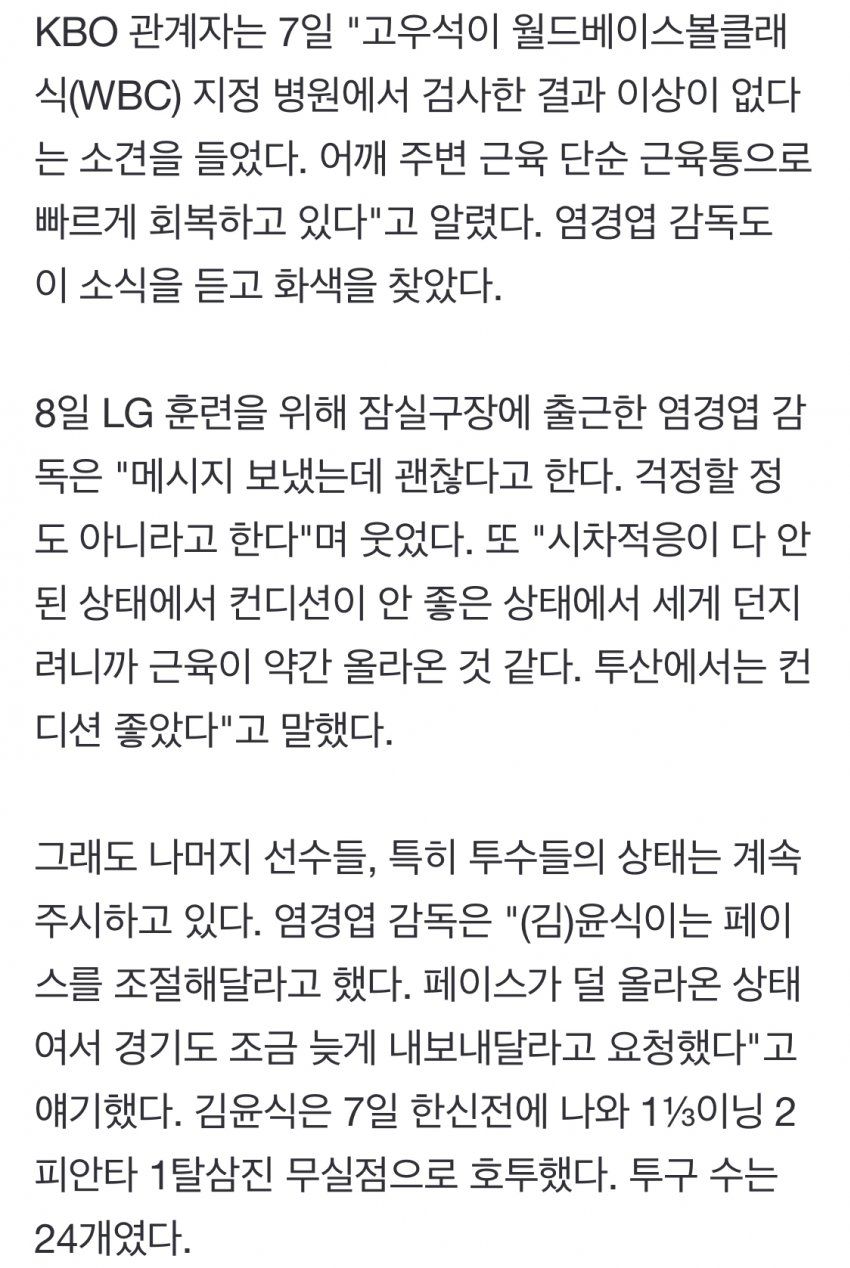 KBO 관계자는 7일 "고우석이 월드베이스볼클래
식(WBC) 지정 병원에서 검사한 결과 이상이 없다
는 소견을 들었다. 어깨 주변 근육 단순 근육통으로
빠르게 회복하고 있다"고 알렸다. 염경엽 감독도
이 소식을 듣고 화색을 찾았다.
8일 LG 훈련을 위해 잠실구장에 출근한 염경엽 감
독은 "메시지 보냈는데 괜찮다고 한다. 걱정할 정
도 아니라고 한다"며 웃었다. 또 "시차적응이 다 안
된 상태에서 컨디션이 안 좋은 상태에서 세게 던지
려니까 근육이 약간 올라온 것 같다. 투산에서는 컨
디션 좋았다"고 말했다.
그래도 나머지 선수들, 특히 투수들의 상태는 계속
주시하고 있다. 염경엽 감독은 "(김)윤식이는 페이
스를 조절해달라고 했다. 페이스가 덜 올라온 상태
여서 경기도 조금 늦게 내보내달라고 요청했다"고
얘기했다. 김윤식은 7일 한신전에 나와 1⅓이닝 2
피안타 1탈삼진 무실점으로 호투했다. 투구 수는
24개였다.